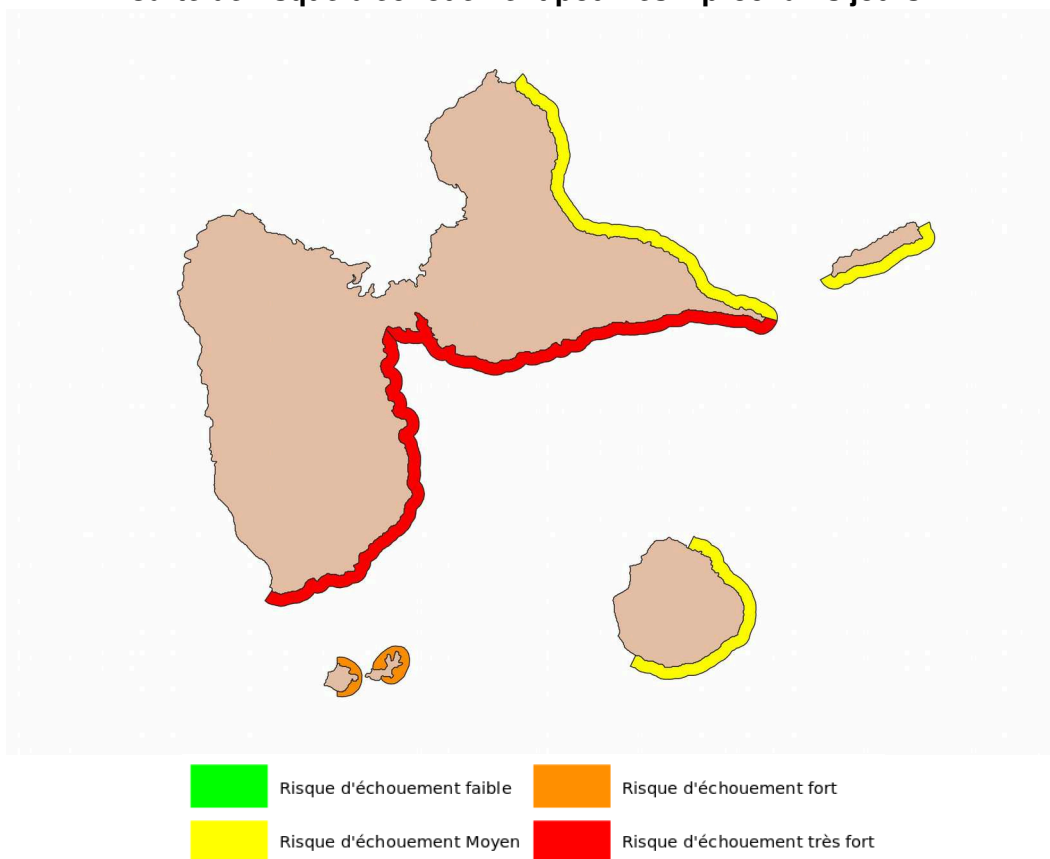 Risque d'échouement faible
Risque d'échouement fort
Risque d'échouement Moyen
Risque d'échouement très fort